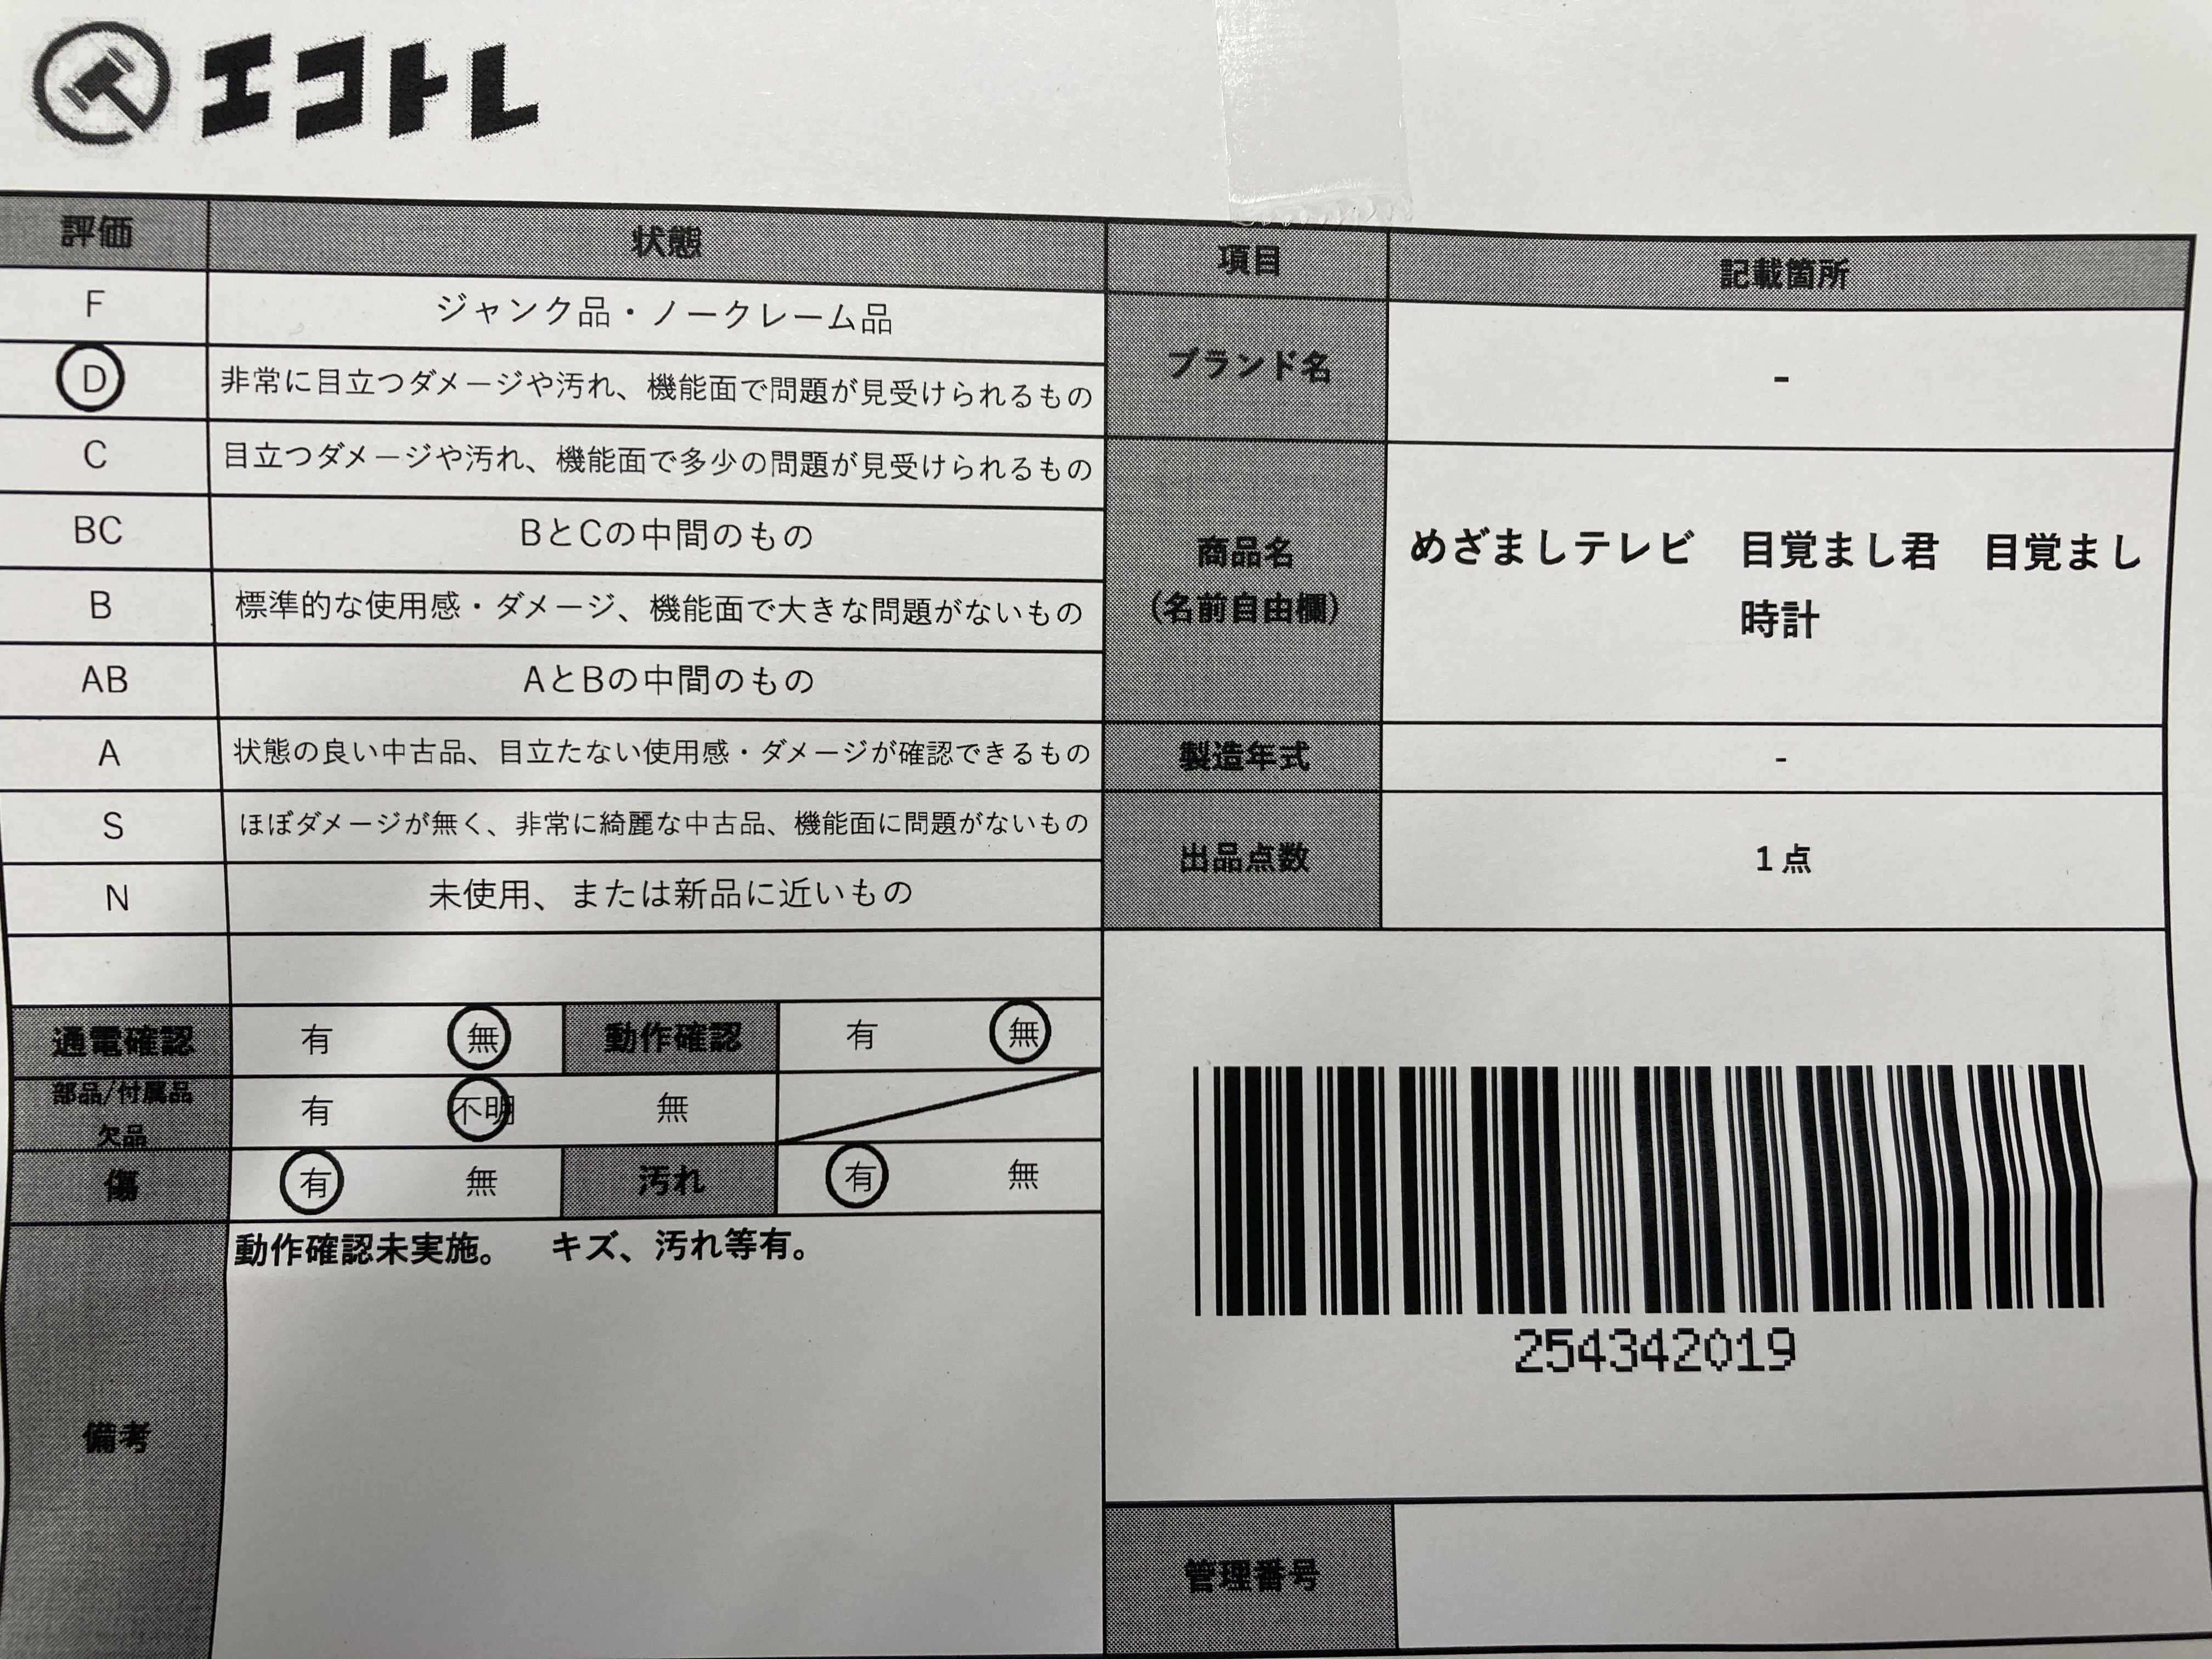 エコトレ
評価 状態
F ジャンク品・ノークレーム品
D 非常に目立つダメージや汚れ、機能面で問題が見受けられるもの
C 目立つダメージや汚れ、機能面で多少の問題が見受けられるもの
BC BとCの中間のもの
B 標準的な使用感・ダメージ、機能面で大きな問題がないもの
AB AとBの中間のもの
A 状態の良い中古品、目立たない使用感・ダメージが確認できるもの
S ほぼダメージが無く、非常に綺麗な中古品、機能面に問題がないもの
N 未使用、または新品に近いもの
通電確認 有 無 動作確認 有 無
部品/付属品
欠品 有 不明 無
傷 有 無 汚れ 有 無
備考 動作確認未実施。 キズ、汚れ等有。
項目 記載箇所
ブランド名 -
商品名
(名前自由欄)
めざましテレビ 目覚まし君 目覚まし
時計
製造年式 -
出品点数 1点
254342019
管理番号